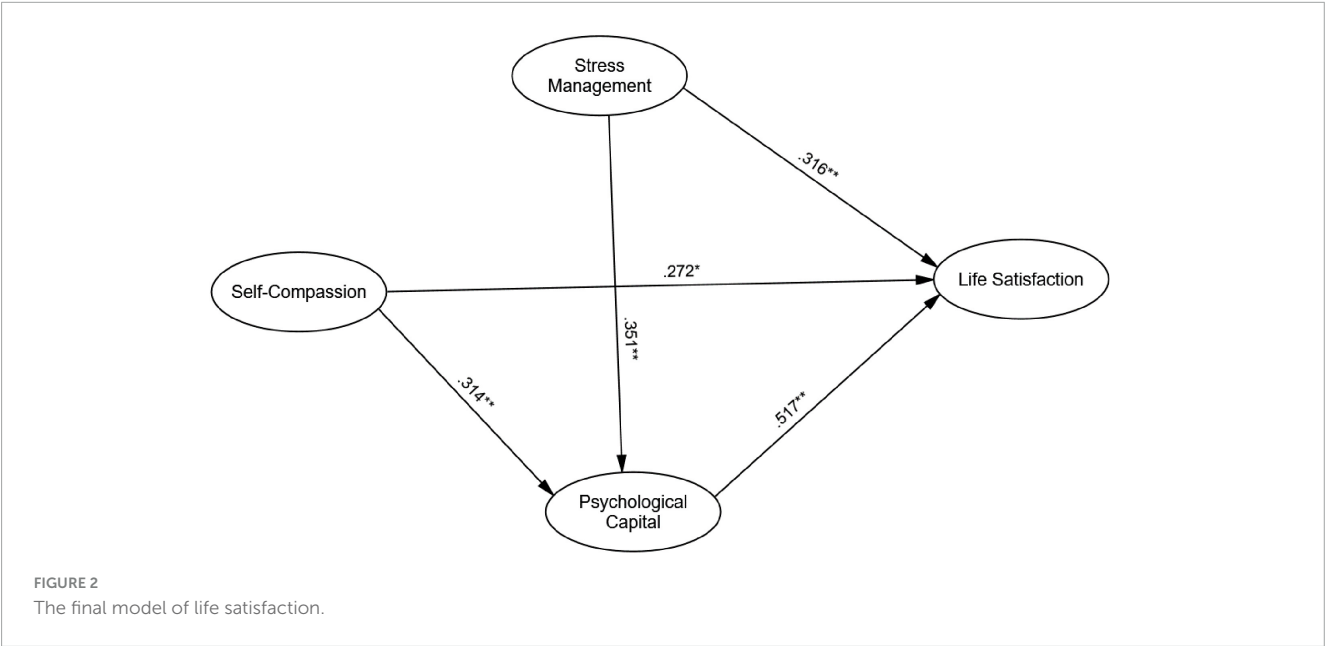 Stress
Management
.316**
Self-Compassion
.272*
Life Satisfaction
.351**
.314**
.517**
Psychological
Capital
FIGURE 2
The final model of life satisfaction.